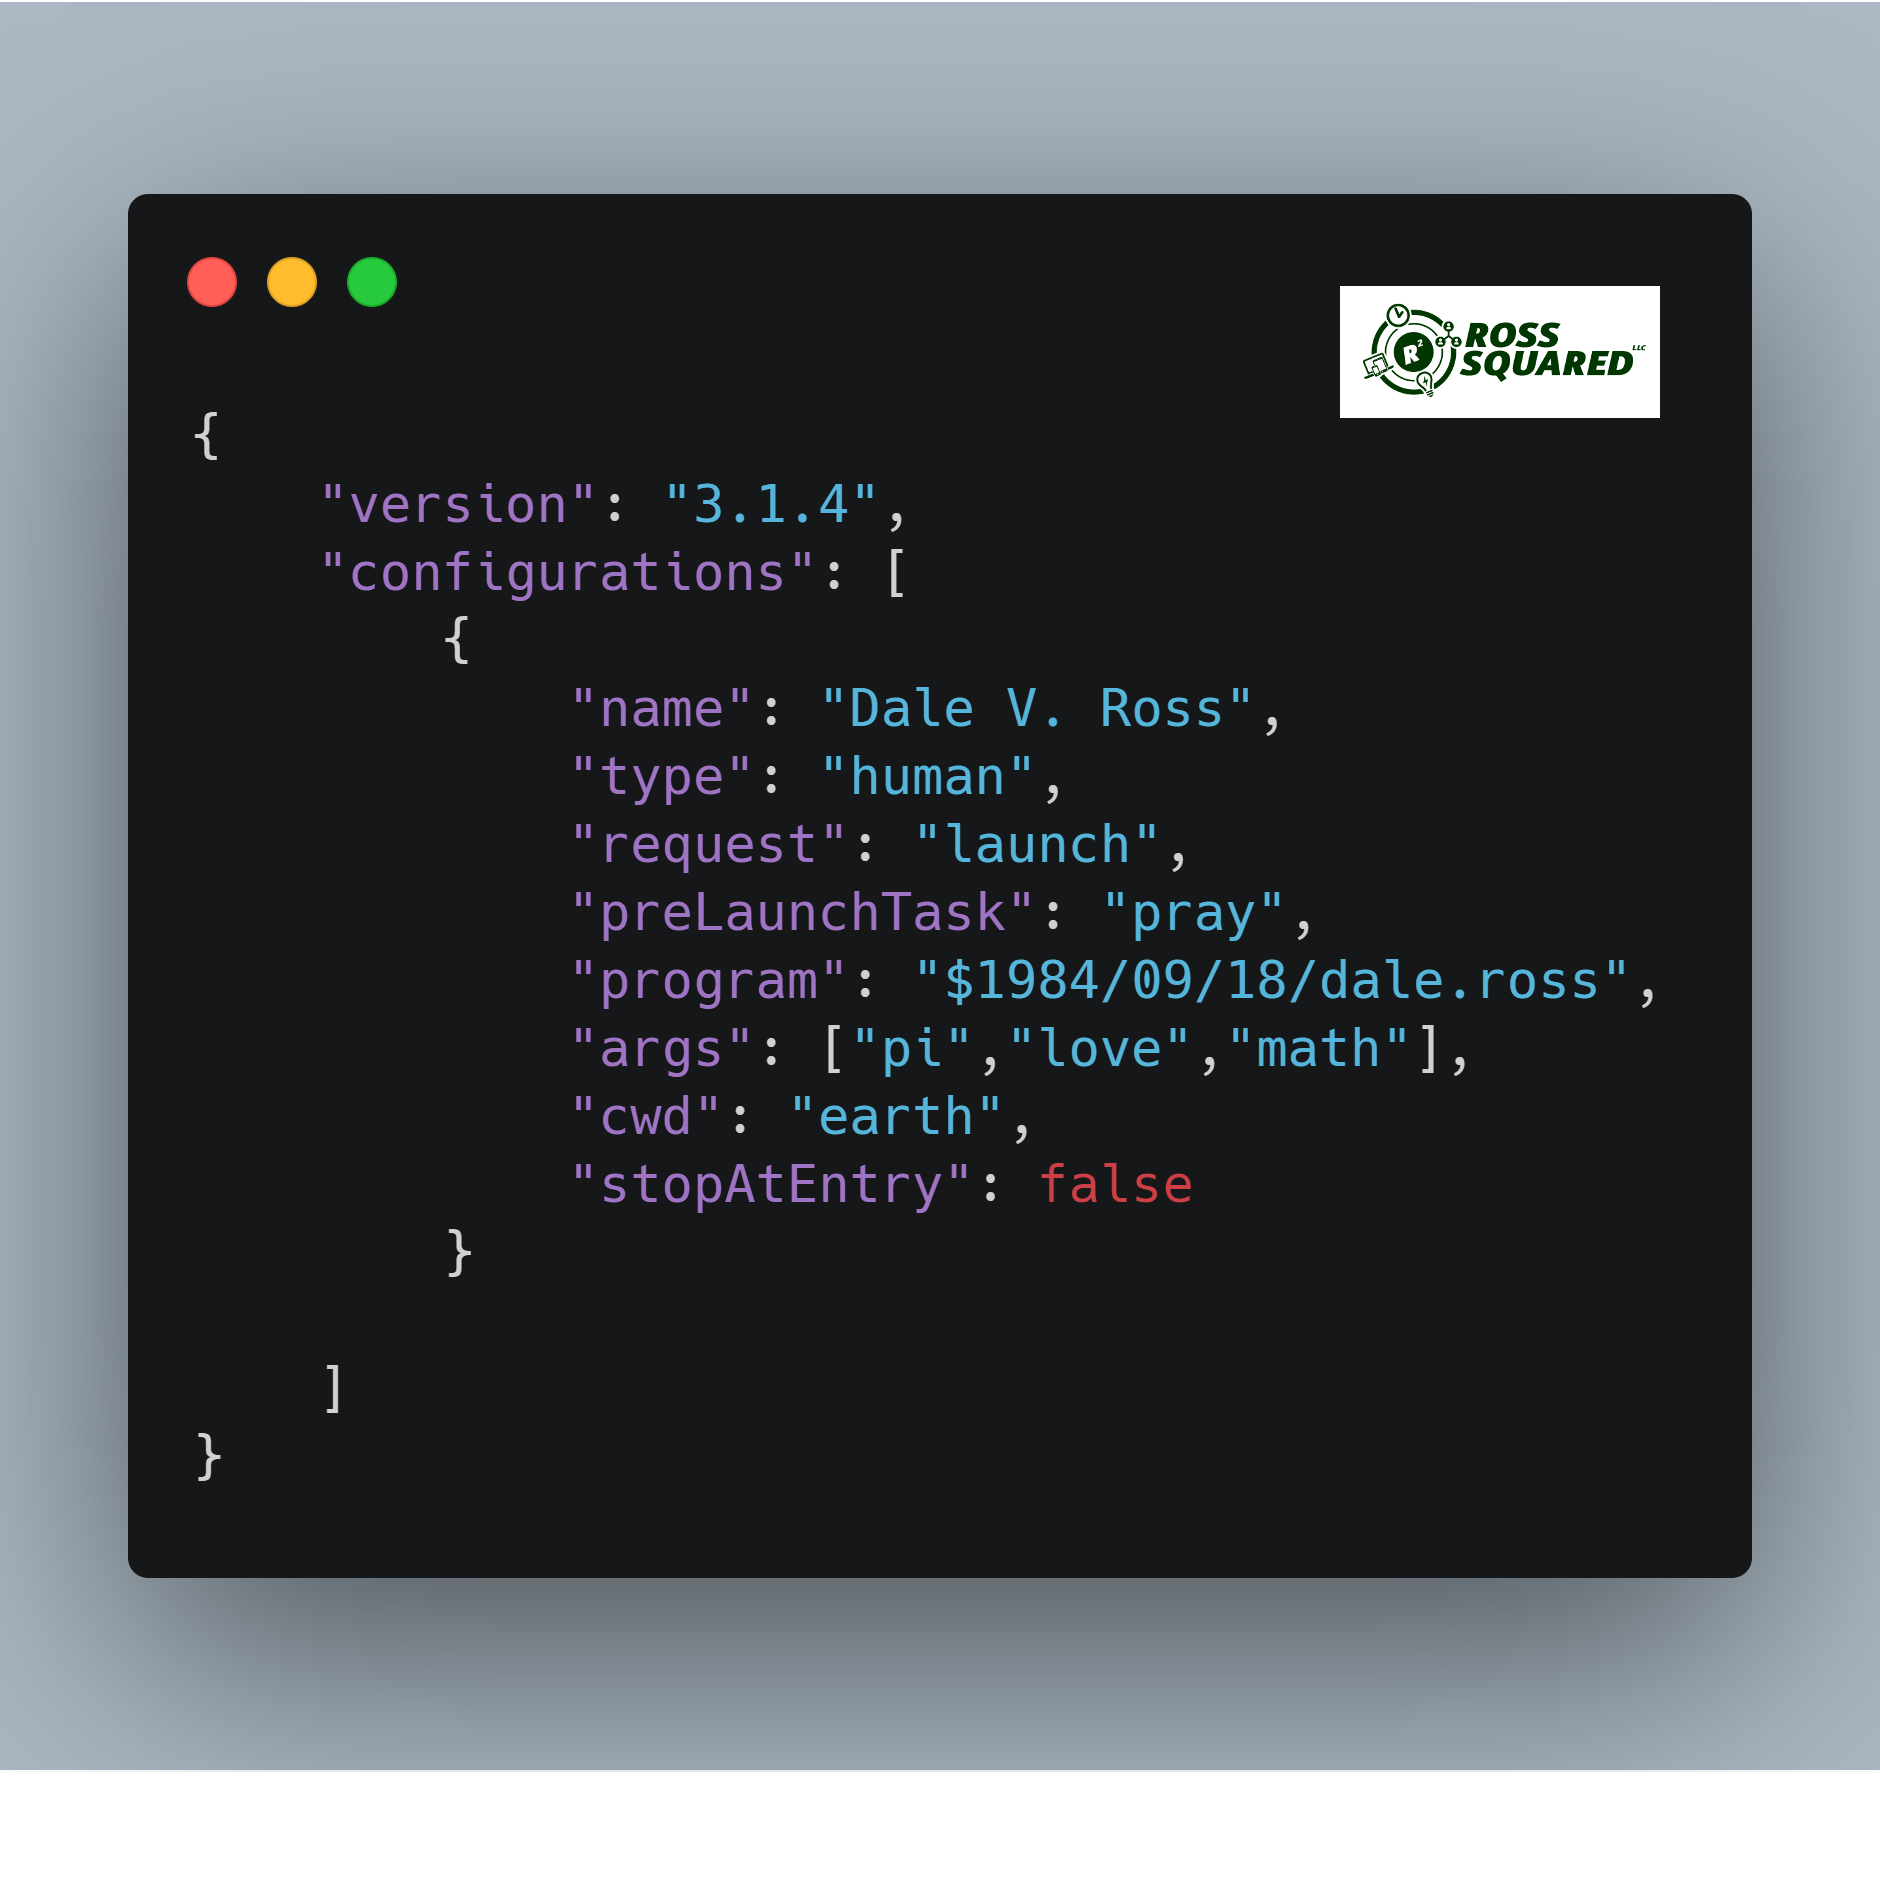 R²
ROSS
SQUARED LLC
{
    "version": "3.1.4",
    "configurations": [
        {
            "name": "Dale V. Ross",
            "type": "human",
            "request": "launch",
            "preLaunchTask": "pray",
            "program": "$1984/09/18/dale.ross",
            "args": ["pi","love","math"],
            "cwd": "earth",
            "stopAtEntry": false
        }
    ]
}